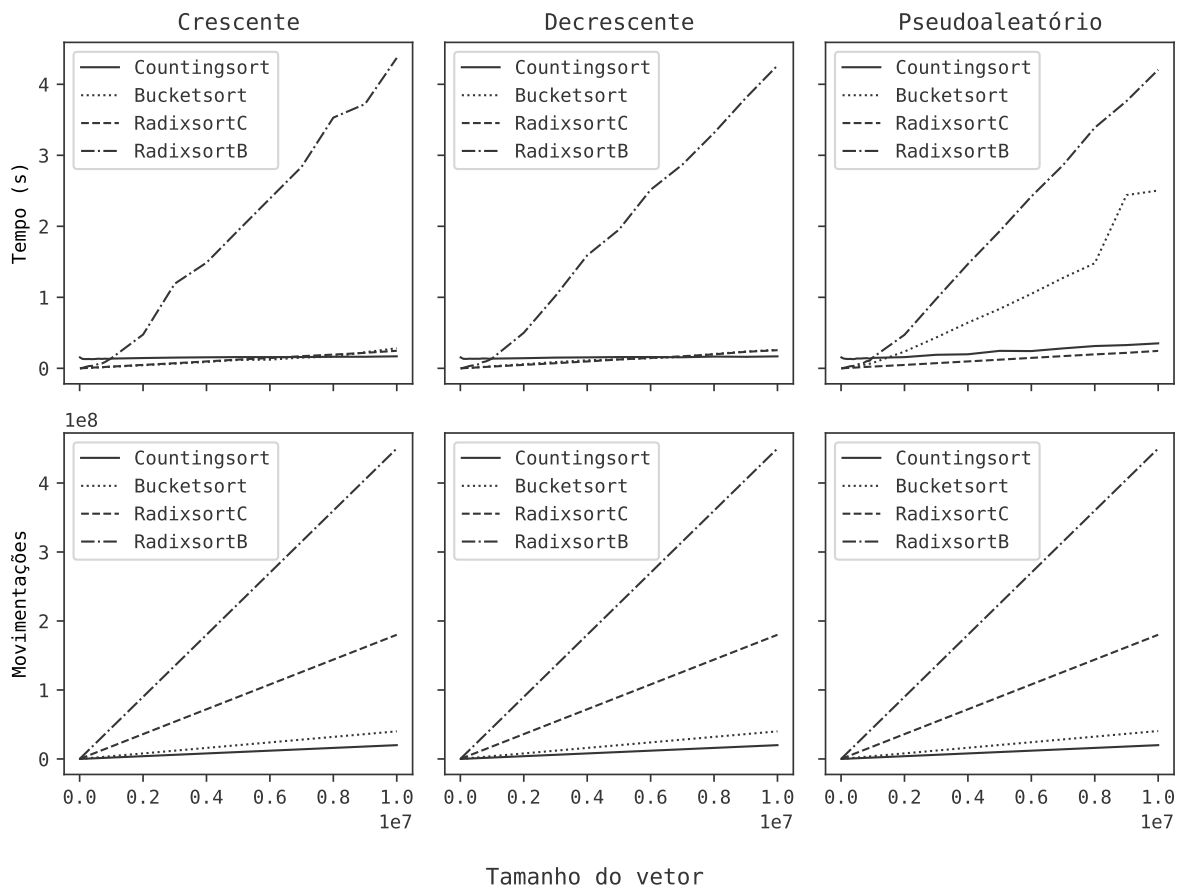 Crescente
Decrescente
Pseudoaleatório
Countingsort
Bucketsort
RadixsortC
RadixsortB
Countingsort
Bucketsort
RadixsortC
RadixsortB
Countingsort
Bucketsort
RadixsortC
RadixsortB
Tempo (s)
4
3
2
1
0
1e8
Countingsort
Bucketsort
RadixsortC
RadixsortB
Countingsort
Bucketsort
RadixsortC
RadixsortB
Countingsort
Bucketsort
RadixsortC
RadixsortB
Movimentações
4
3
2
1
0
0.0 0.2 0.4 0.6 0.8 1.0
1e7
0.0 0.2 0.4 0.6 0.8 1.0
1e7
0.0 0.2 0.4 0.6 0.8 1.0
1e7
Tamanho do vetor